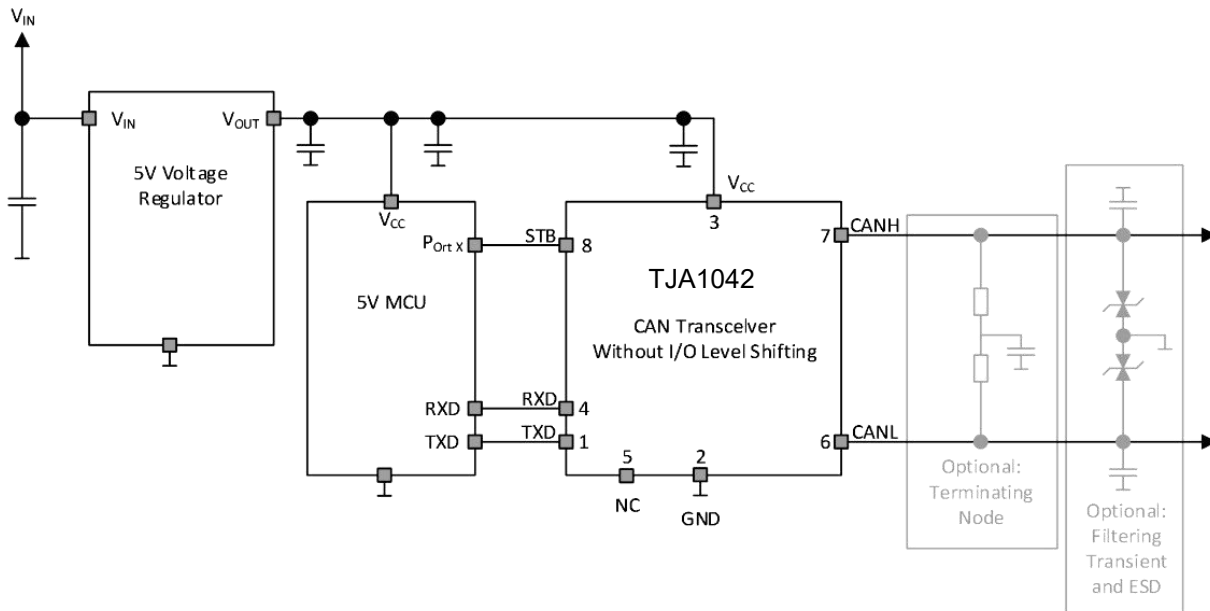 VIN
VIN
VOUT
5V Voltage
Regulator
VCC
POrt X
5V MCU
RXD
TXD
STB
8
RXD
4
TXD
1
VCC
3
TJA1042
CAN Transcelver
Without I/O Level Shifting
5
NC
2
GND
7
CANH
6
CANL
Optional:
Terminating
Node
Optional:
Filtering
Transient
and ESD